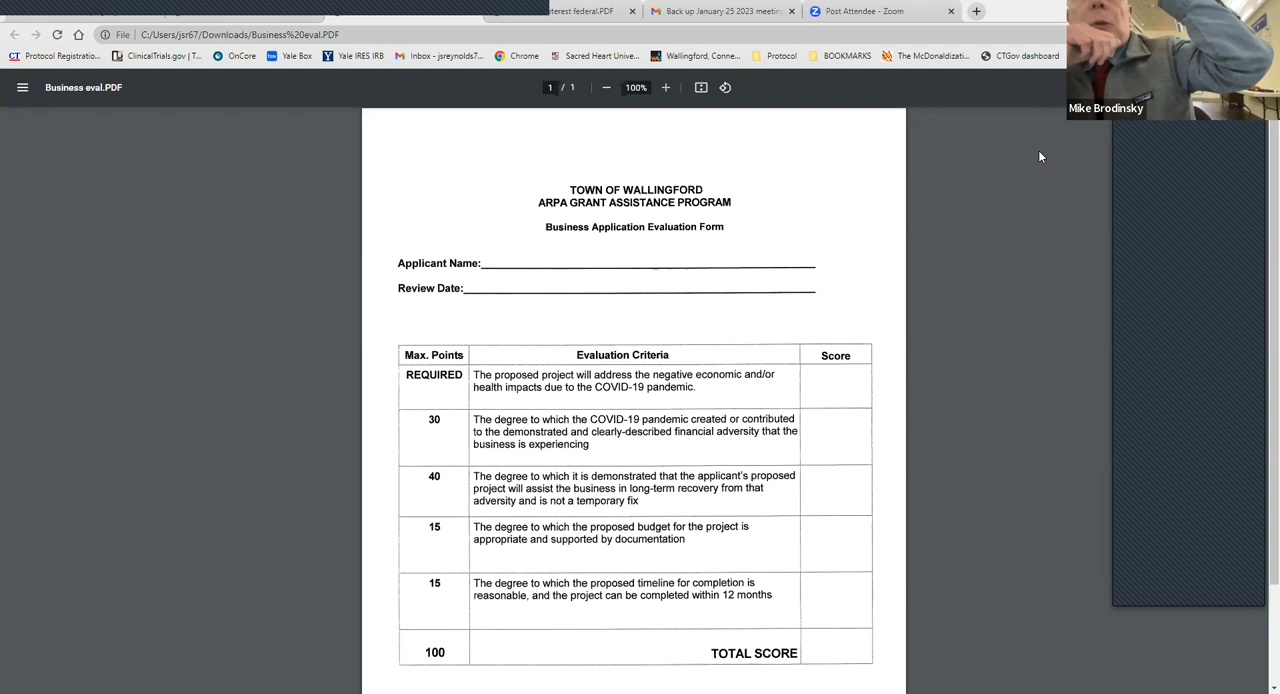 nterest federal.PDF
Back up January 25 2023 meetin
Post Attendee - Zoom
File
C:/Users/jsr67/Downloads/Business%20eval.PDF
CT Protocol Registratio...
ClinicalTrials.gov | T...
OnCore
box Yale Box
Y Yale IRES IRB
Inbox - jsreynolds7...
Chrome
Sacred Heart Unive...
Wallingford, Conne...
Protocol
BOOKMARKS
The McDonaldizati...
CTGov dashboard
Business eval.PDF
1 / 1
100%
Mike Brodinsky
TOWN OF WALLINGFORD
ARPA GRANT ASSISTANCE PROGRAM
Business Application Evaluation Form
Applicant Name:
Review Date:
Max. Points
Evaluation Criteria
Score
REQUIRED
The proposed project will address the negative economic and/or
health impacts due to the COVID-19 pandemic.
30
The degree to which the COVID-19 pandemic created or contributed
to the demonstrated and clearly-described financial adversity that the
business is experiencing
40
The degree to which it is demonstrated that the applicant's proposed
project will assist the business in long-term recovery from that
adversity and is not a temporary fix
15
The degree to which the proposed budget for the project is
appropriate and supported by documentation
15
The degree to which the proposed timeline for completion is
reasonable, and the project can be completed within 12 months
100
TOTAL SCORE